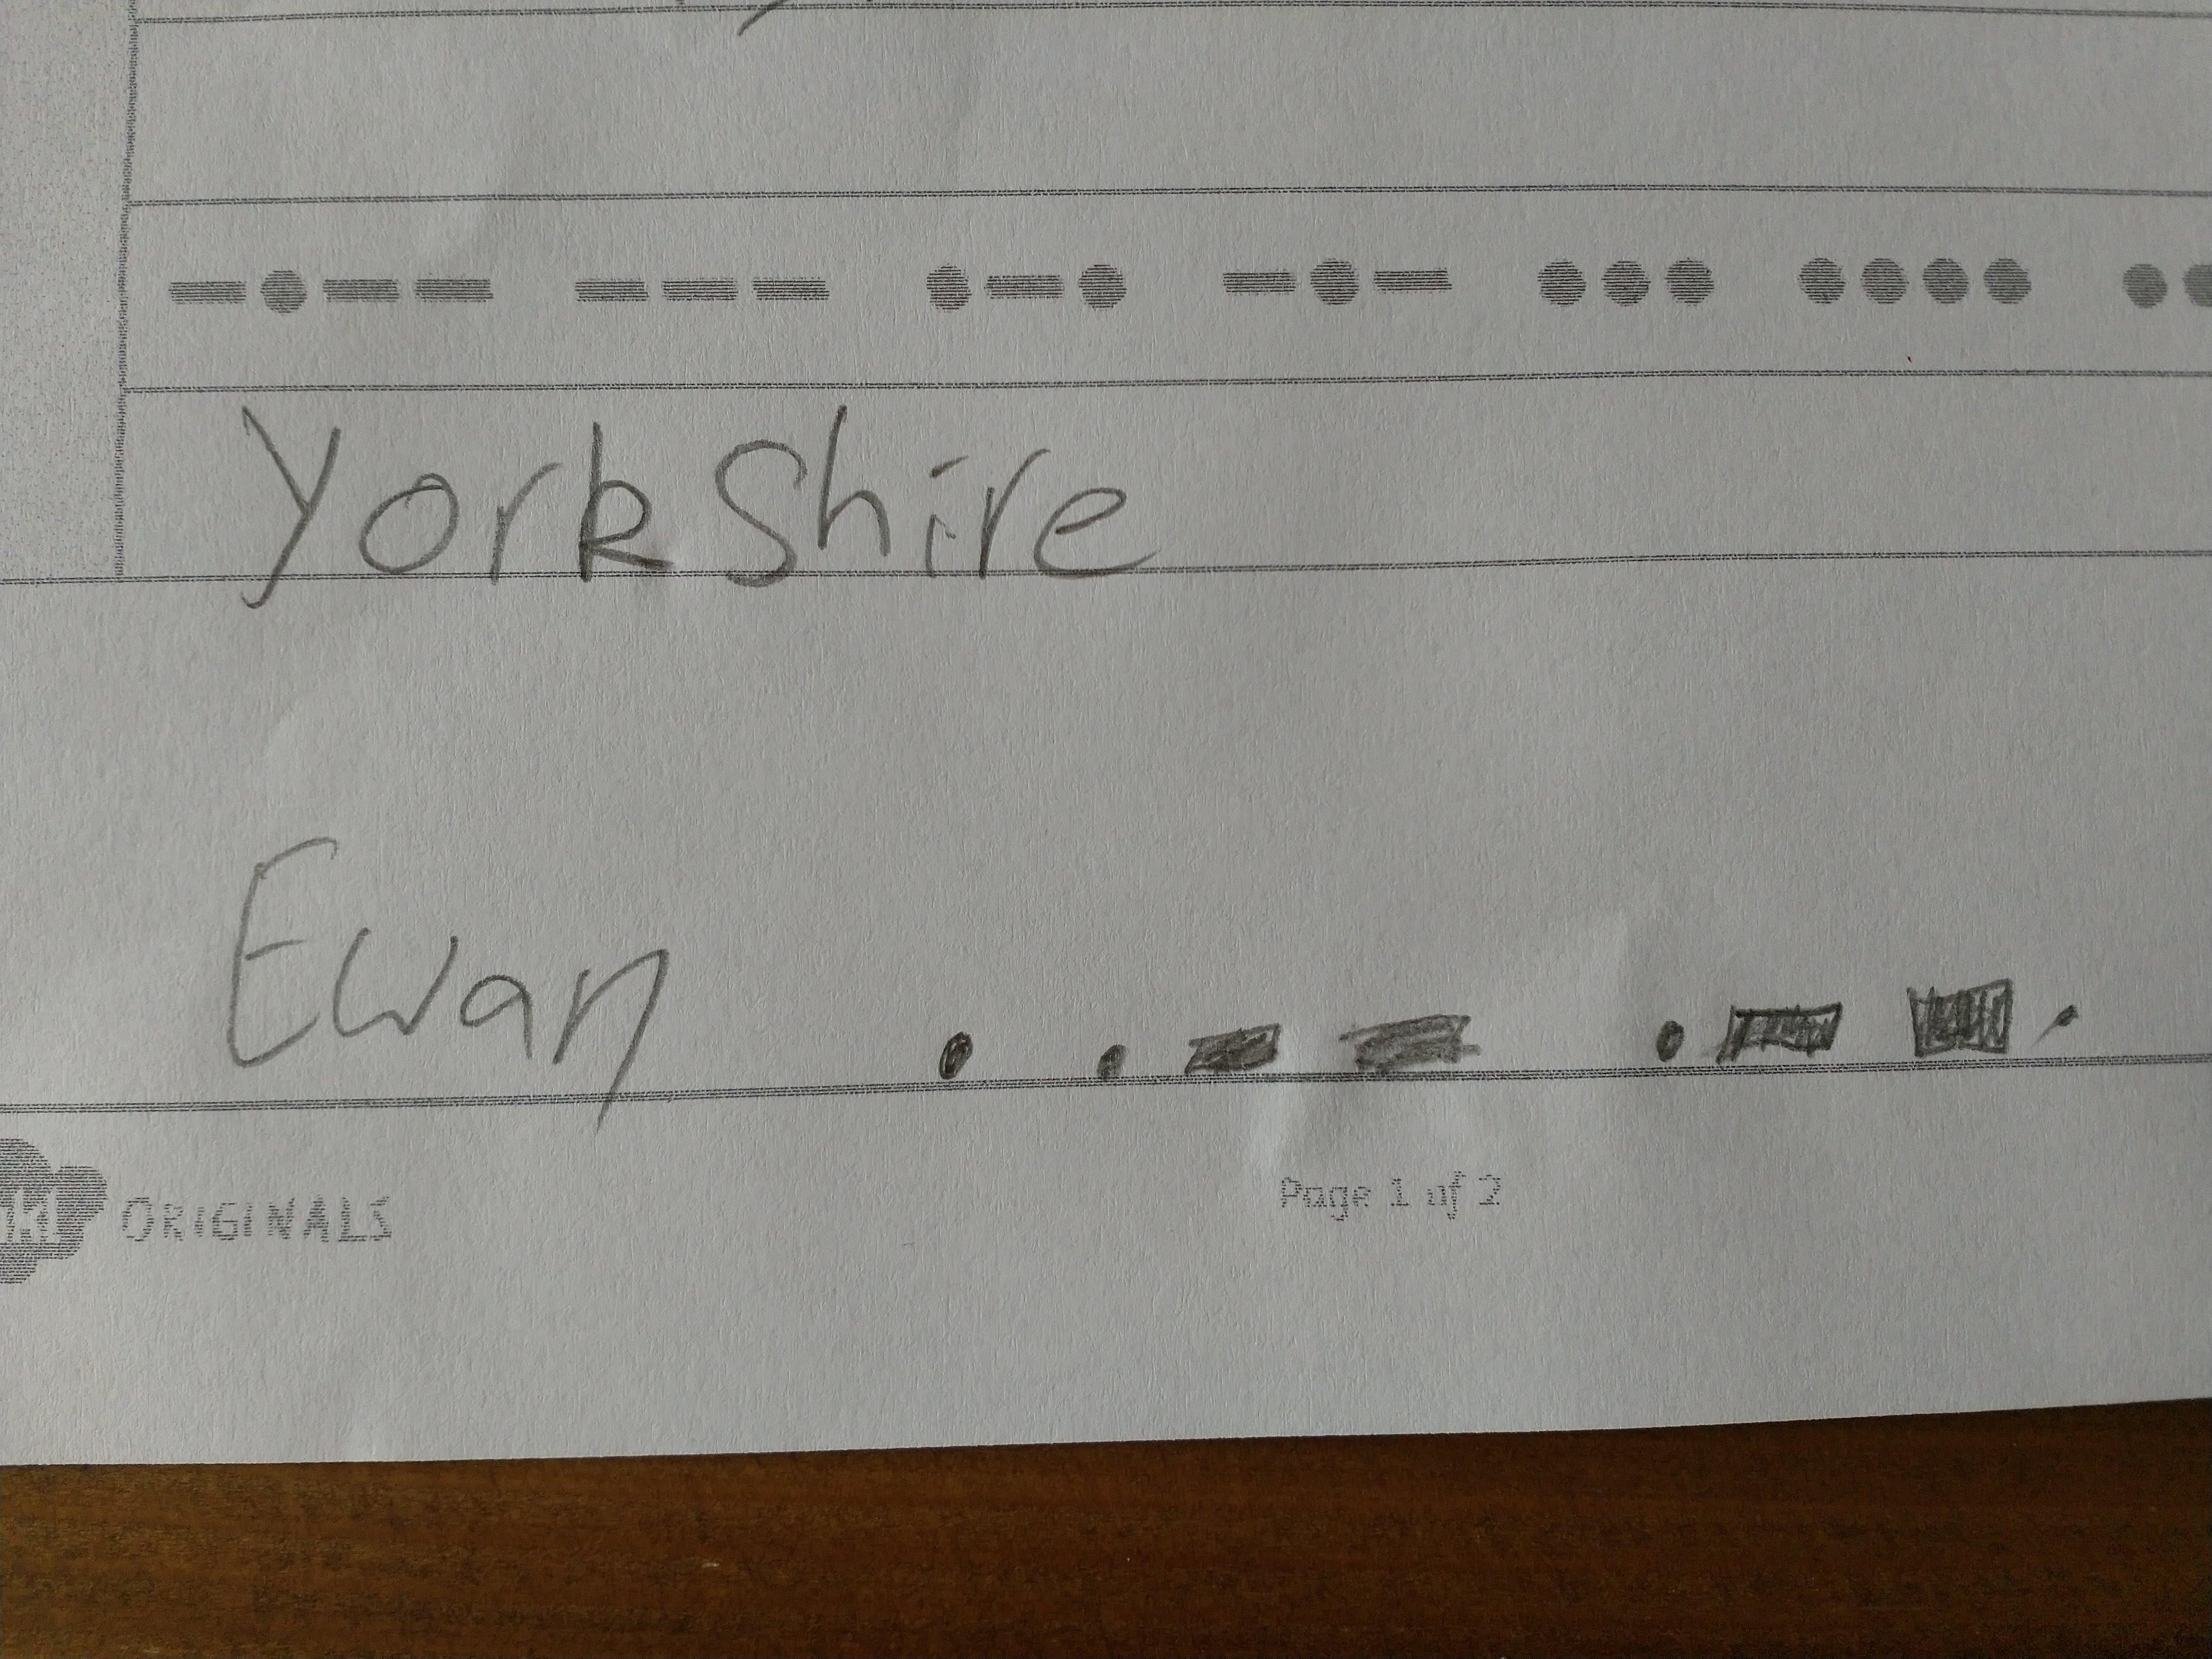 Yorkshire
Ewan
ORIGINALS
Page 1 of 2